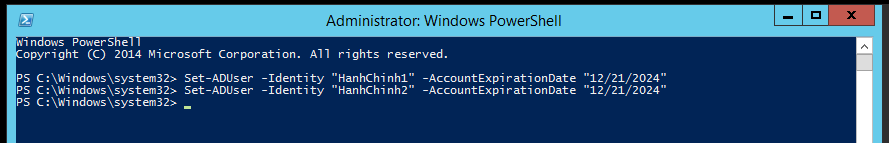 Administrator: Windows PowerShell
Windows PowerShell
Copyright (C) 2014 Microsoft Corporation. All rights reserved.
PS C:\Windows\system32> Set-ADUser -Identity "HanhChinh1" -AccountExpirationDate "12/21/2024"
PS C:\Windows\system32> Set-ADUser -Identity "HanhChinh2" -AccountExpirationDate "12/21/2024"
PS C:\Windows\system32>